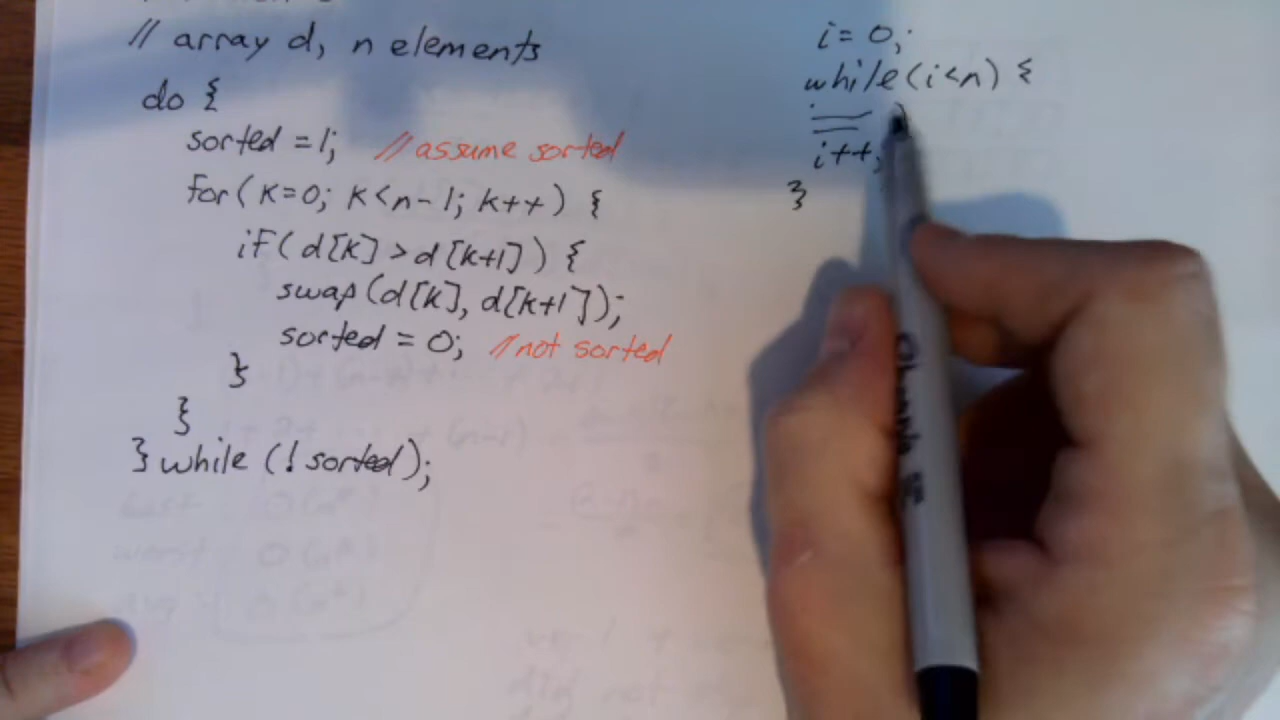 // array d, n elements
do {
sorted = 1; // assume sorted
for( k=0; k<n-1; k++ ) {
if( d[k] > d[k+1] ) {
swap(d[k], d[k+1]);
sorted = 0; // not sorted
}
}
} while (! sorted);
i = 0;
while(i<n) {
i++;
}